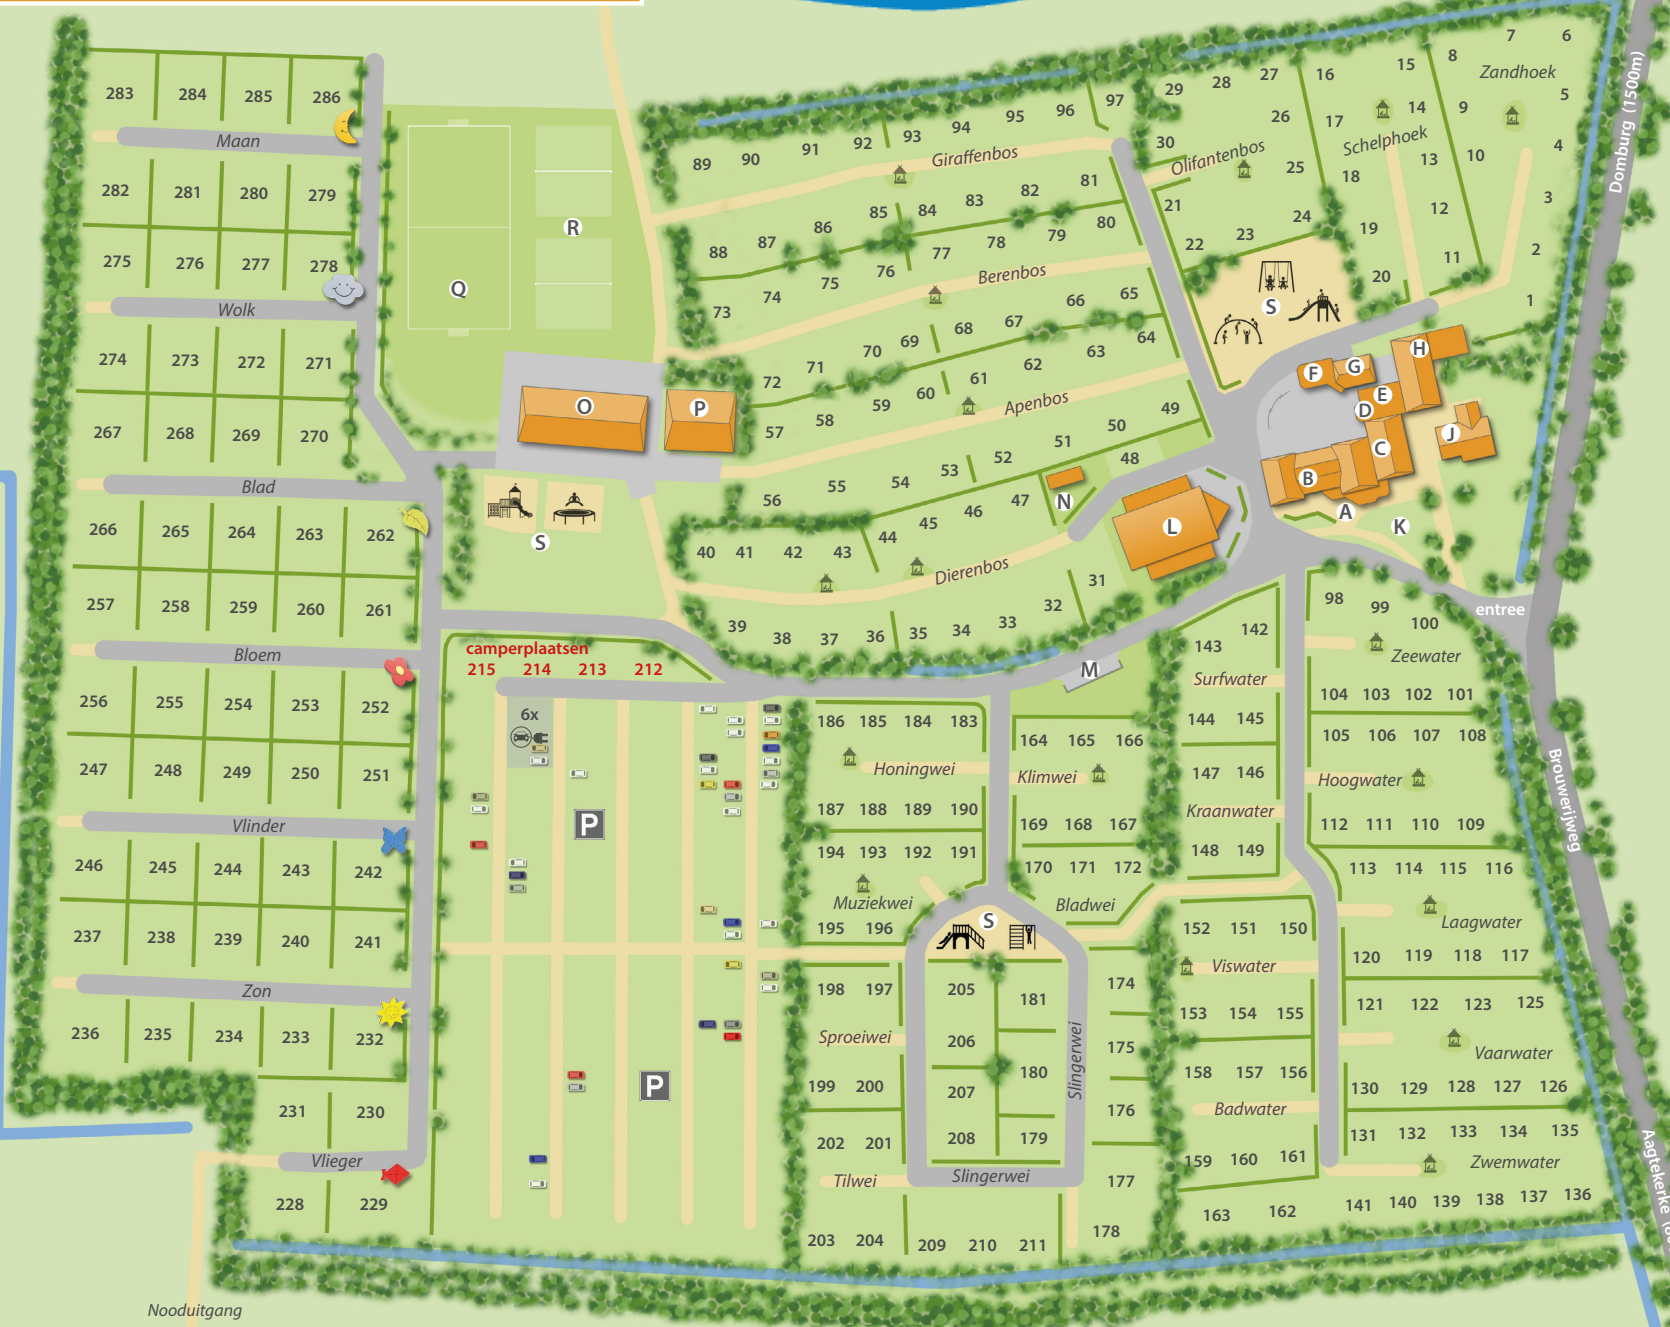 283 284 285 286
Maan
282 281 280 279
275 276 277 278
Wolk
274 273 272 271
267 268 269 270
Blad
266 265 264 263 262
257 258 259 260 261
Bloem
256 255 254 253 252
247 248 249 250 251
Vlinder
246 245 244 243 242
237 238 239 240 241
Zon
236 235 234 233 232
231 230
Vlieger
228 229
Nooduitgang
Q
R
O
P
S
camperplaatsen
215 214 213 212
6x
P
P
89 90 91 92 93 94 95 96 97
Giraffenbos
88 87 86 85 84 83 82 81
80
79
78
77
76
75
74
73
Berenbos
72 71 70 69 68 67 66 65
64
63
62
61
60
59
58
57
Apenbos
56 55 54 53 52 51 50 49
48
47
46
45
44
43
42
41
40
N
Dierenbos
39 38 37 36 35 34 33 32 31
L
M
29 28 27
26
30
Olifantenbos
25
21
22 23 24
S
16 15
17 14
Schelphoek
18 13
19 12
20 11
8 7 6
Zandhoek
9 5
10 4
3
2
1
H
G
F
E
D
C
J
B
A
K
entree
Domburg (1500m)
Brouwerijweg
Aagtekerke
98 99 100
Zeewater
104 103 102 101
105 106 107 108
Hoogwater
112 111 110 109
113 114 115 116
Laagwater
120 119 118 117
121 122 123 125
Vaarwater
130 129 128 127 126
131 132 133 134 135
Zwemwater
141 140 139 138 137 136
143 142
Surfwater
144 145
147 146
Kraanwater
148 149
152 151 150
Viswater
153 154 155
158 157 156
Badwater
159 160 161
163 162
186 185 184 183
Honingwei
187 188 189 190
194 193 192 191
Muziekwei
195 196
164 165 166
Klimwei
169 168 167
170 171 172
Bladwei
S
198 197
Sproeiwei
199 200
202 201
Tilwei
203 204
205 181
206
180
207
208 179
Slingerwei
Slingerwei
209 210 211
174
175
176
177
178